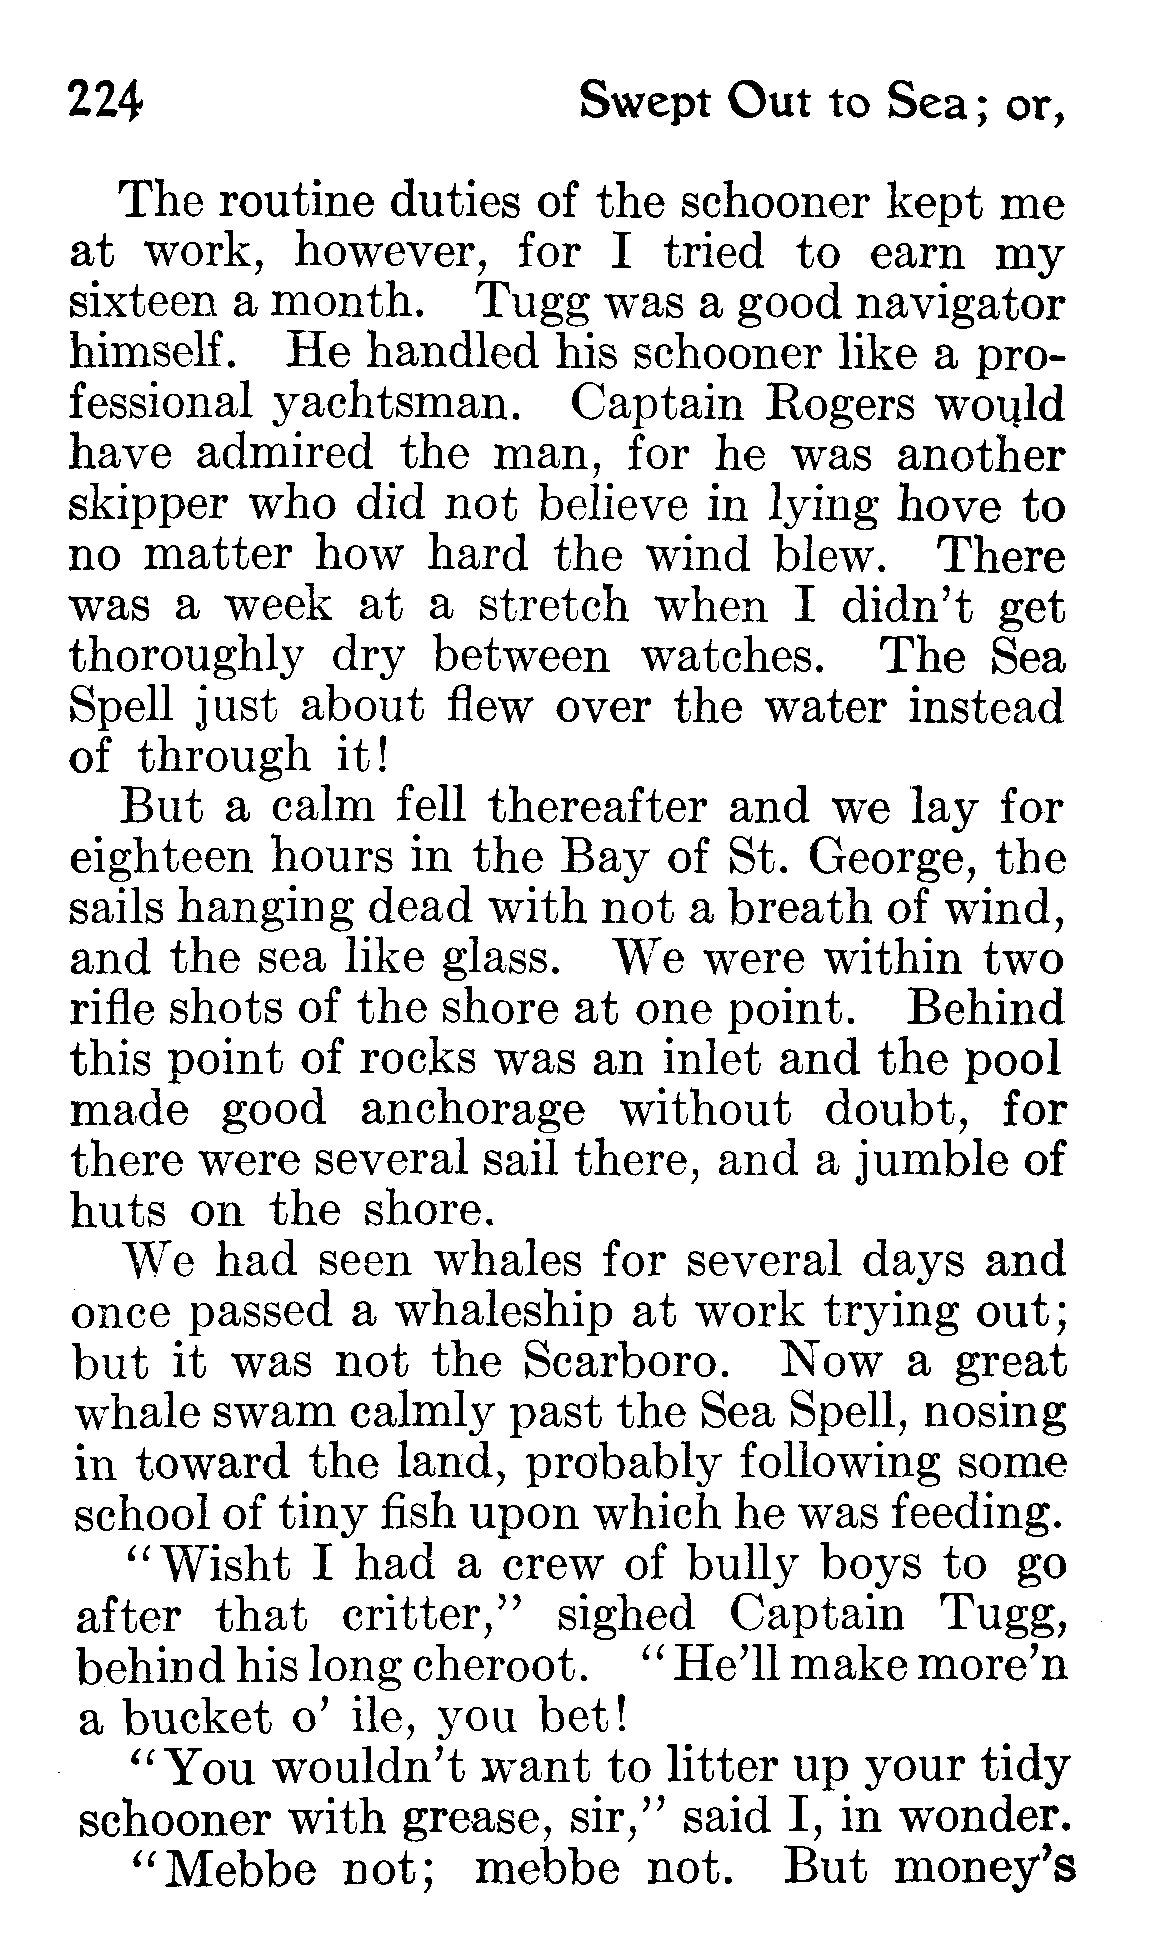 224 Swept Out to Sea; or,
The routine duties of the schooner kept me
at work, however, for I tried to earn my
sixteen a month. Tugg was a good navigator
himself. He handled his schooner like a pro-
fessional yachtsman. Captain Rogers would
have admired the man, for he was another
skipper who did not believe in lying hove to
no matter how hard the wind blew. There
was a week at a stretch when I didn't get
thoroughly dry between watches. The Sea
Spell just about flew over the water instead
of through it!
But a calm fell thereafter and we lay for
eighteen hours in the Bay of St. George, the
sails hanging dead with not a breath of wind,
and the sea like glass. We were within two
rifle shots of the shore at one point. Behind
this point of rocks was an inlet and the pool
made good anchorage without doubt, for
there were several sail there, and a jumble of
huts on the shore.
We had seen whales for several days and
once passed a whaleship at work trying out;
but it was not the Scarboro. Now a great
whale swam calmly past the Sea Spell, nosing
in toward the land, probably following some
school of tiny fish upon which he was feeding.
"Wisht I had a crew of bully boys to go
after that critter," sighed Captain Tugg,
behind his long cheroot. "He'll make more'n
a bucket o' ile, you bet!
"You wouldn't want to litter up your tidy
schooner with grease, sir," said I, in wonder.
"Mebbe not; mebbe not. But money's